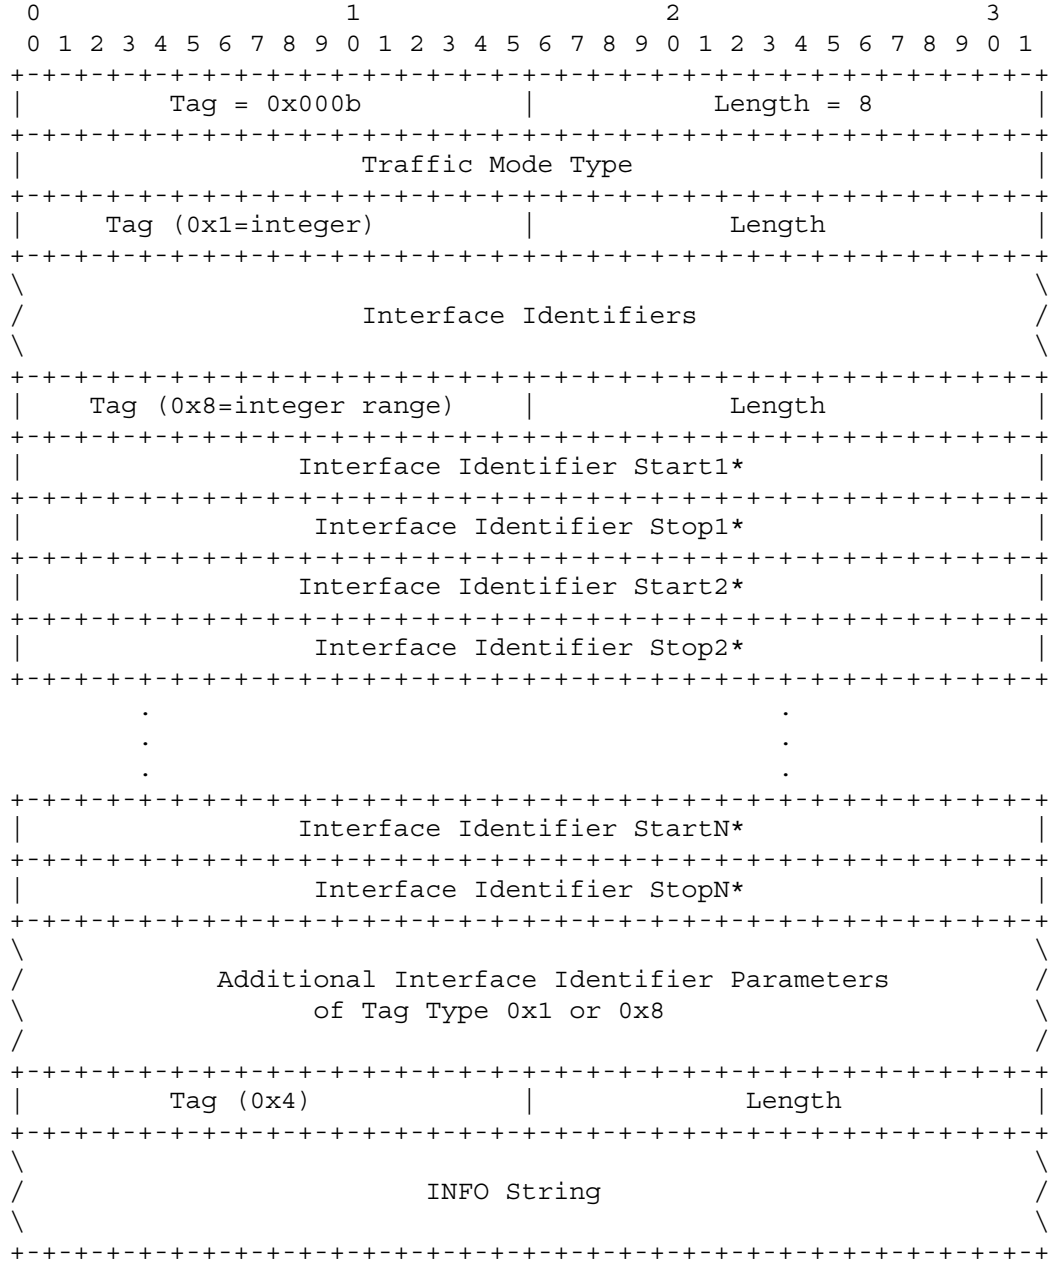 0                   1                   2                   3
0 1 2 3 4 5 6 7 8 9 0 1 2 3 4 5 6 7 8 9 0 1 2 3 4 5 6 7 8 9 0 1
+-+-+-+-+-+-+-+-+-+-+-+-+-+-+-+-+-+-+-+-+-+-+-+-+-+-+-+-+-+-+-+-+
|         Tag = 0x000b          |           Length = 8          |
+-+-+-+-+-+-+-+-+-+-+-+-+-+-+-+-+-+-+-+-+-+-+-+-+-+-+-+-+-+-+-+-+
|                     Traffic Mode Type                         |
+-+-+-+-+-+-+-+-+-+-+-+-+-+-+-+-+-+-+-+-+-+-+-+-+-+-+-+-+-+-+-+-+
|     Tag (0x1=integer)         |            Length             |
+-+-+-+-+-+-+-+-+-+-+-+-+-+-+-+-+-+-+-+-+-+-+-+-+-+-+-+-+-+-+-+-+
\                                                               \
/                     Interface Identifiers                     /
\                                                               \
+-+-+-+-+-+-+-+-+-+-+-+-+-+-+-+-+-+-+-+-+-+-+-+-+-+-+-+-+-+-+-+-+
|    Tag (0x8=integer range)    |            Length             |
+-+-+-+-+-+-+-+-+-+-+-+-+-+-+-+-+-+-+-+-+-+-+-+-+-+-+-+-+-+-+-+-+
|                 Interface Identifier Start1*                  |
+-+-+-+-+-+-+-+-+-+-+-+-+-+-+-+-+-+-+-+-+-+-+-+-+-+-+-+-+-+-+-+-+
|                  Interface Identifier Stop1*                  |
+-+-+-+-+-+-+-+-+-+-+-+-+-+-+-+-+-+-+-+-+-+-+-+-+-+-+-+-+-+-+-+-+
|                 Interface Identifier Start2*                  |
+-+-+-+-+-+-+-+-+-+-+-+-+-+-+-+-+-+-+-+-+-+-+-+-+-+-+-+-+-+-+-+-+
|                  Interface Identifier Stop2*                  |
+-+-+-+-+-+-+-+-+-+-+-+-+-+-+-+-+-+-+-+-+-+-+-+-+-+-+-+-+-+-+-+-+
.                                       .
.                                       .
.                                       .
+-+-+-+-+-+-+-+-+-+-+-+-+-+-+-+-+-+-+-+-+-+-+-+-+-+-+-+-+-+-+-+-+
|                 Interface Identifier StartN*                  |
+-+-+-+-+-+-+-+-+-+-+-+-+-+-+-+-+-+-+-+-+-+-+-+-+-+-+-+-+-+-+-+-+
|                  Interface Identifier StopN*                  |
+-+-+-+-+-+-+-+-+-+-+-+-+-+-+-+-+-+-+-+-+-+-+-+-+-+-+-+-+-+-+-+-+
\                                                               \
/            Additional Interface Identifier Parameters         /
\                  of Tag Type 0x1 or 0x8                       \
/                                                               /
+-+-+-+-+-+-+-+-+-+-+-+-+-+-+-+-+-+-+-+-+-+-+-+-+-+-+-+-+-+-+-+-+
|         Tag (0x4)             |             Length            |
+-+-+-+-+-+-+-+-+-+-+-+-+-+-+-+-+-+-+-+-+-+-+-+-+-+-+-+-+-+-+-+-+
\                                                               \
/                         INFO String                           /
\                                                               \
+-+-+-+-+-+-+-+-+-+-+-+-+-+-+-+-+-+-+-+-+-+-+-+-+-+-+-+-+-+-+-+-+